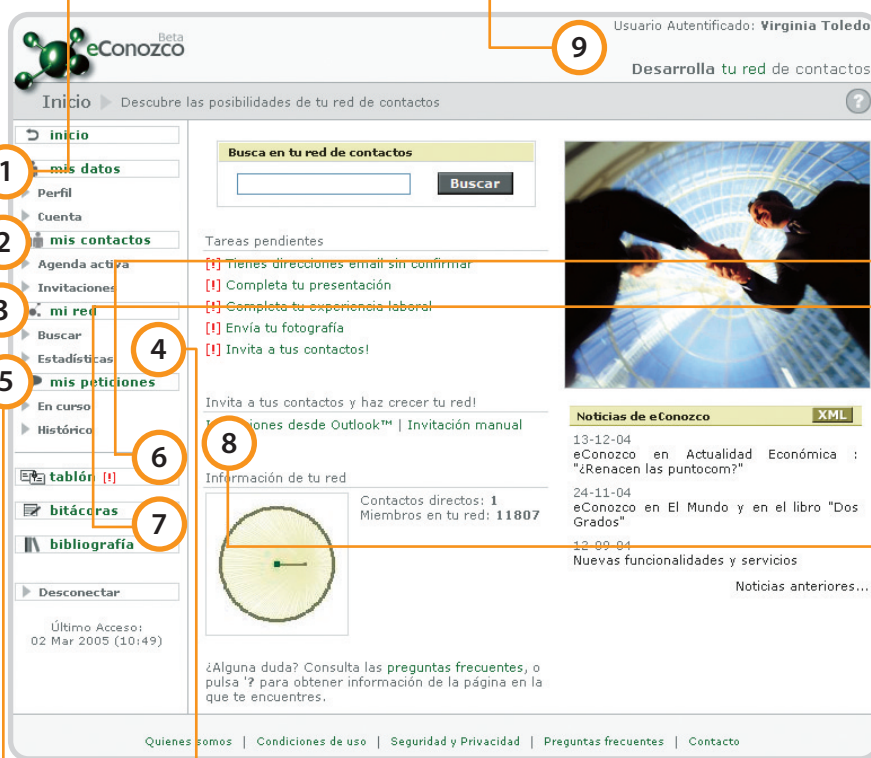 Beta
eConozco
Usuario Autentificado: Virginia Toledo
9
Desarrolla tu red de contactos
Inicio Descubre las posibilidades de tu red de contactos
?
inicio
1
mis datos
Perfil
Cuenta
2
mis contactos
Agenda activa
Invitaciones
3
mi red
Buscar
Estadísticas
4
5
mis peticiones
En curso
Histórico
6
tablón [!]
7
bitácoras
bibliografía
Desconectar
Último Acceso:
02 Mar 2005 (10:49)
Busca en tu red de contactos
Buscar
Tareas pendientes
[!] Tienes direcciones email sin confirmar
[!] Completa tu presentación
[!] Completa tu experiencia laboral
[!] Envía tu fotografía
[!] Invita a tus contactos!
Invita a tus contactos y haz crecer tu red!
desde Outlook™ | Invitación manual
8
Información de tu red
Contactos directos: 1
Miembros en tu red: 11807
¿Alguna duda? Consulta las preguntas frecuentes, o
pulsa '? para obtener información de la página en la
que te encuentres.
Noticias de eConozco XML
13-12-04
eConozco en Actualidad Económica :
"¿Renacen las puntocom?"
24-11-04
eConozco en El Mundo y en el libro "Dos
Grados"
12-09-04
Nuevas funcionalidades y servicios
Noticias anteriores...
Quienes somos | Condiciones de uso | Seguridad y Privacidad | Preguntas frecuentes | Contacto